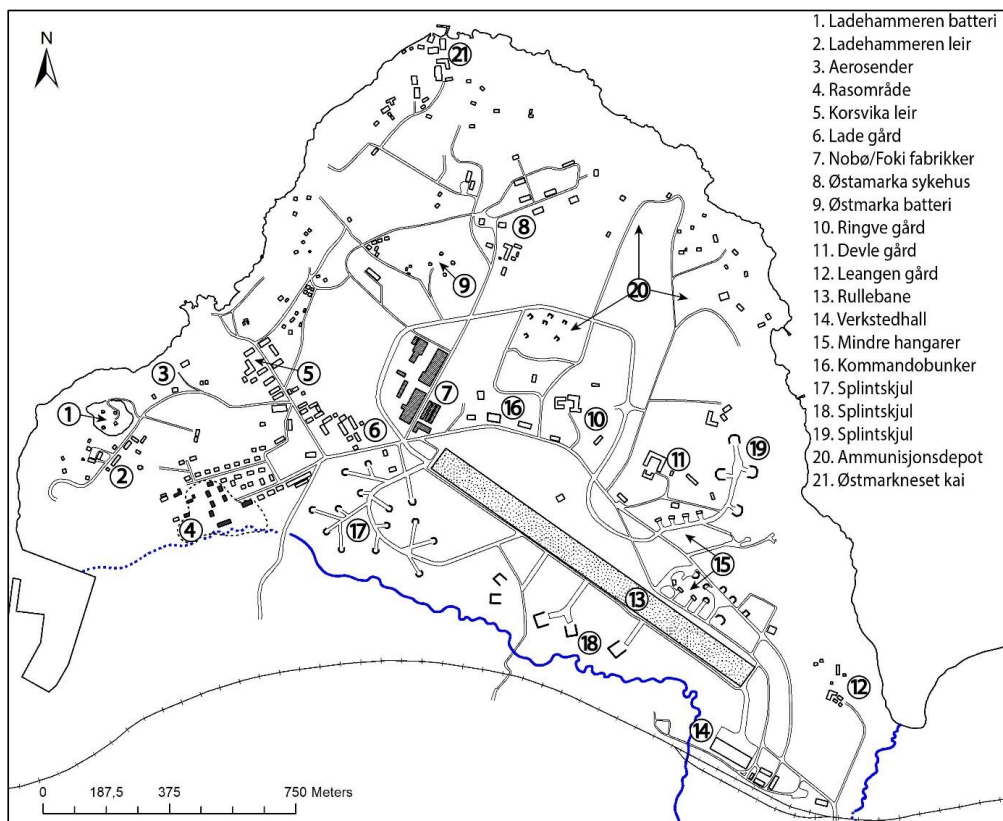 1. Ladehammeren batteri
2. Ladehammeren leir
3. Aerosender
4. Rasområde
5. Korsvika leir
6. Lade gård
7. Nobø/Foki fabrikker
8. Østamarka sykehus
9. Østmarka batteri
10. Ringve gård
11. Devle gård
12. Leangen gård
13. Rullebane
14. Verkstedhall
15. Mindre hangarer
16. Kommandobunker
17. Splintskjul
18. Splintskjul
19. Splintskjul
20. Ammunisjonsdepot
21. Østmarkneset kai
N
21
8
9
20
3
5
1
7
16
10
6
2
11
19
4
17
15
13
18
12
14
0 187,5 375 750 Meters